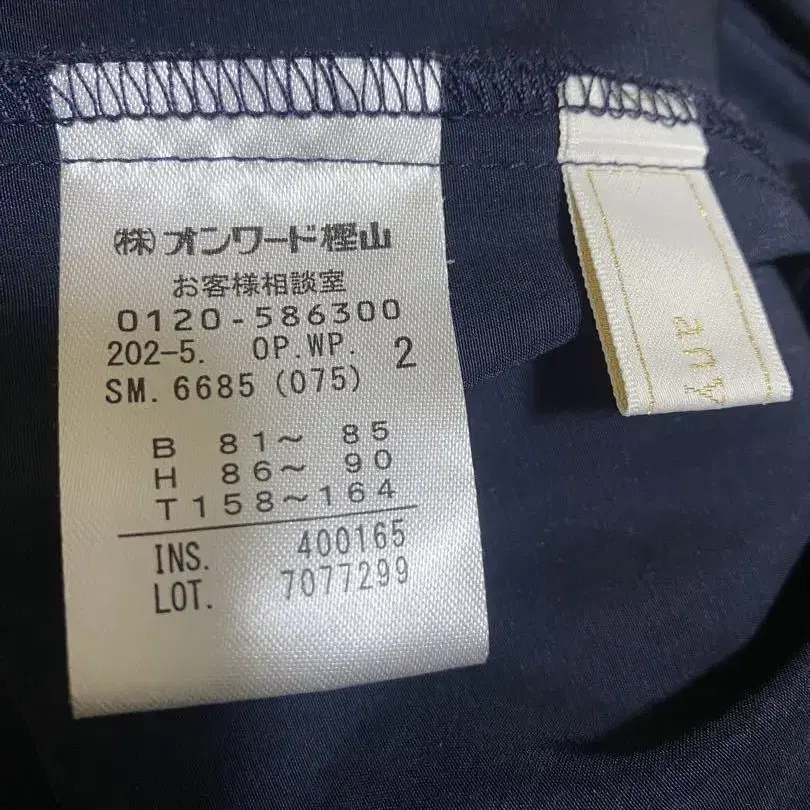 ㈱オンワード樫山
お客様相談室
0120-586300
202-5. OP.WP. 2
SM. 6685 (075)
B 81～ 85
H 86～ 90
T158～164
INS. 400165
LOT. 7077299
any